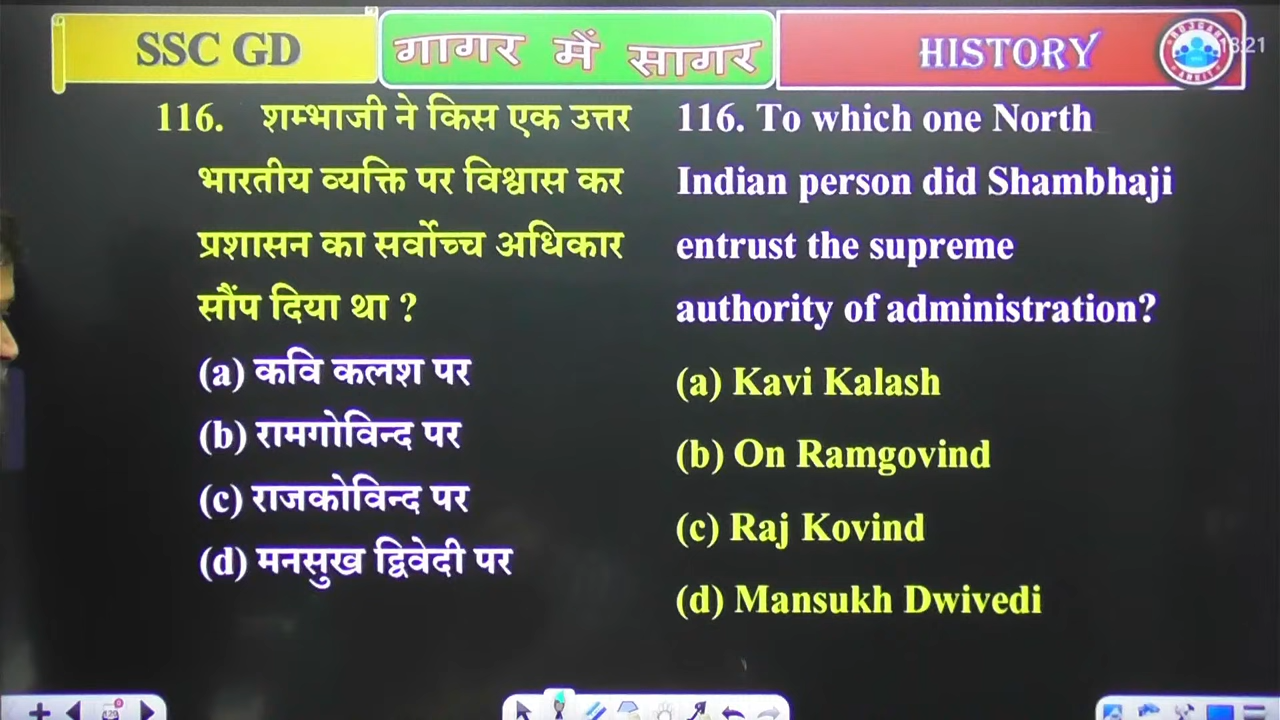 SSC GD
गागर में सागर
HISTORY
18:21
116. शम्भाजी ने किस एक उत्तर
भारतीय व्यक्ति पर विश्वास कर
प्रशासन का सर्वोच्च अधिकार
सौंप दिया था ?
(a) कवि कलश पर
(b) रामगोविन्द पर
(c) राजकोविन्द पर
(d) मनसुख द्विवेदी पर
116. To which one North
Indian person did Shambhaji
entrust the supreme
authority of administration?
(a) Kavi Kalash
(b) On Ramgovind
(c) Raj Kovind
(d) Mansukh Dwivedi